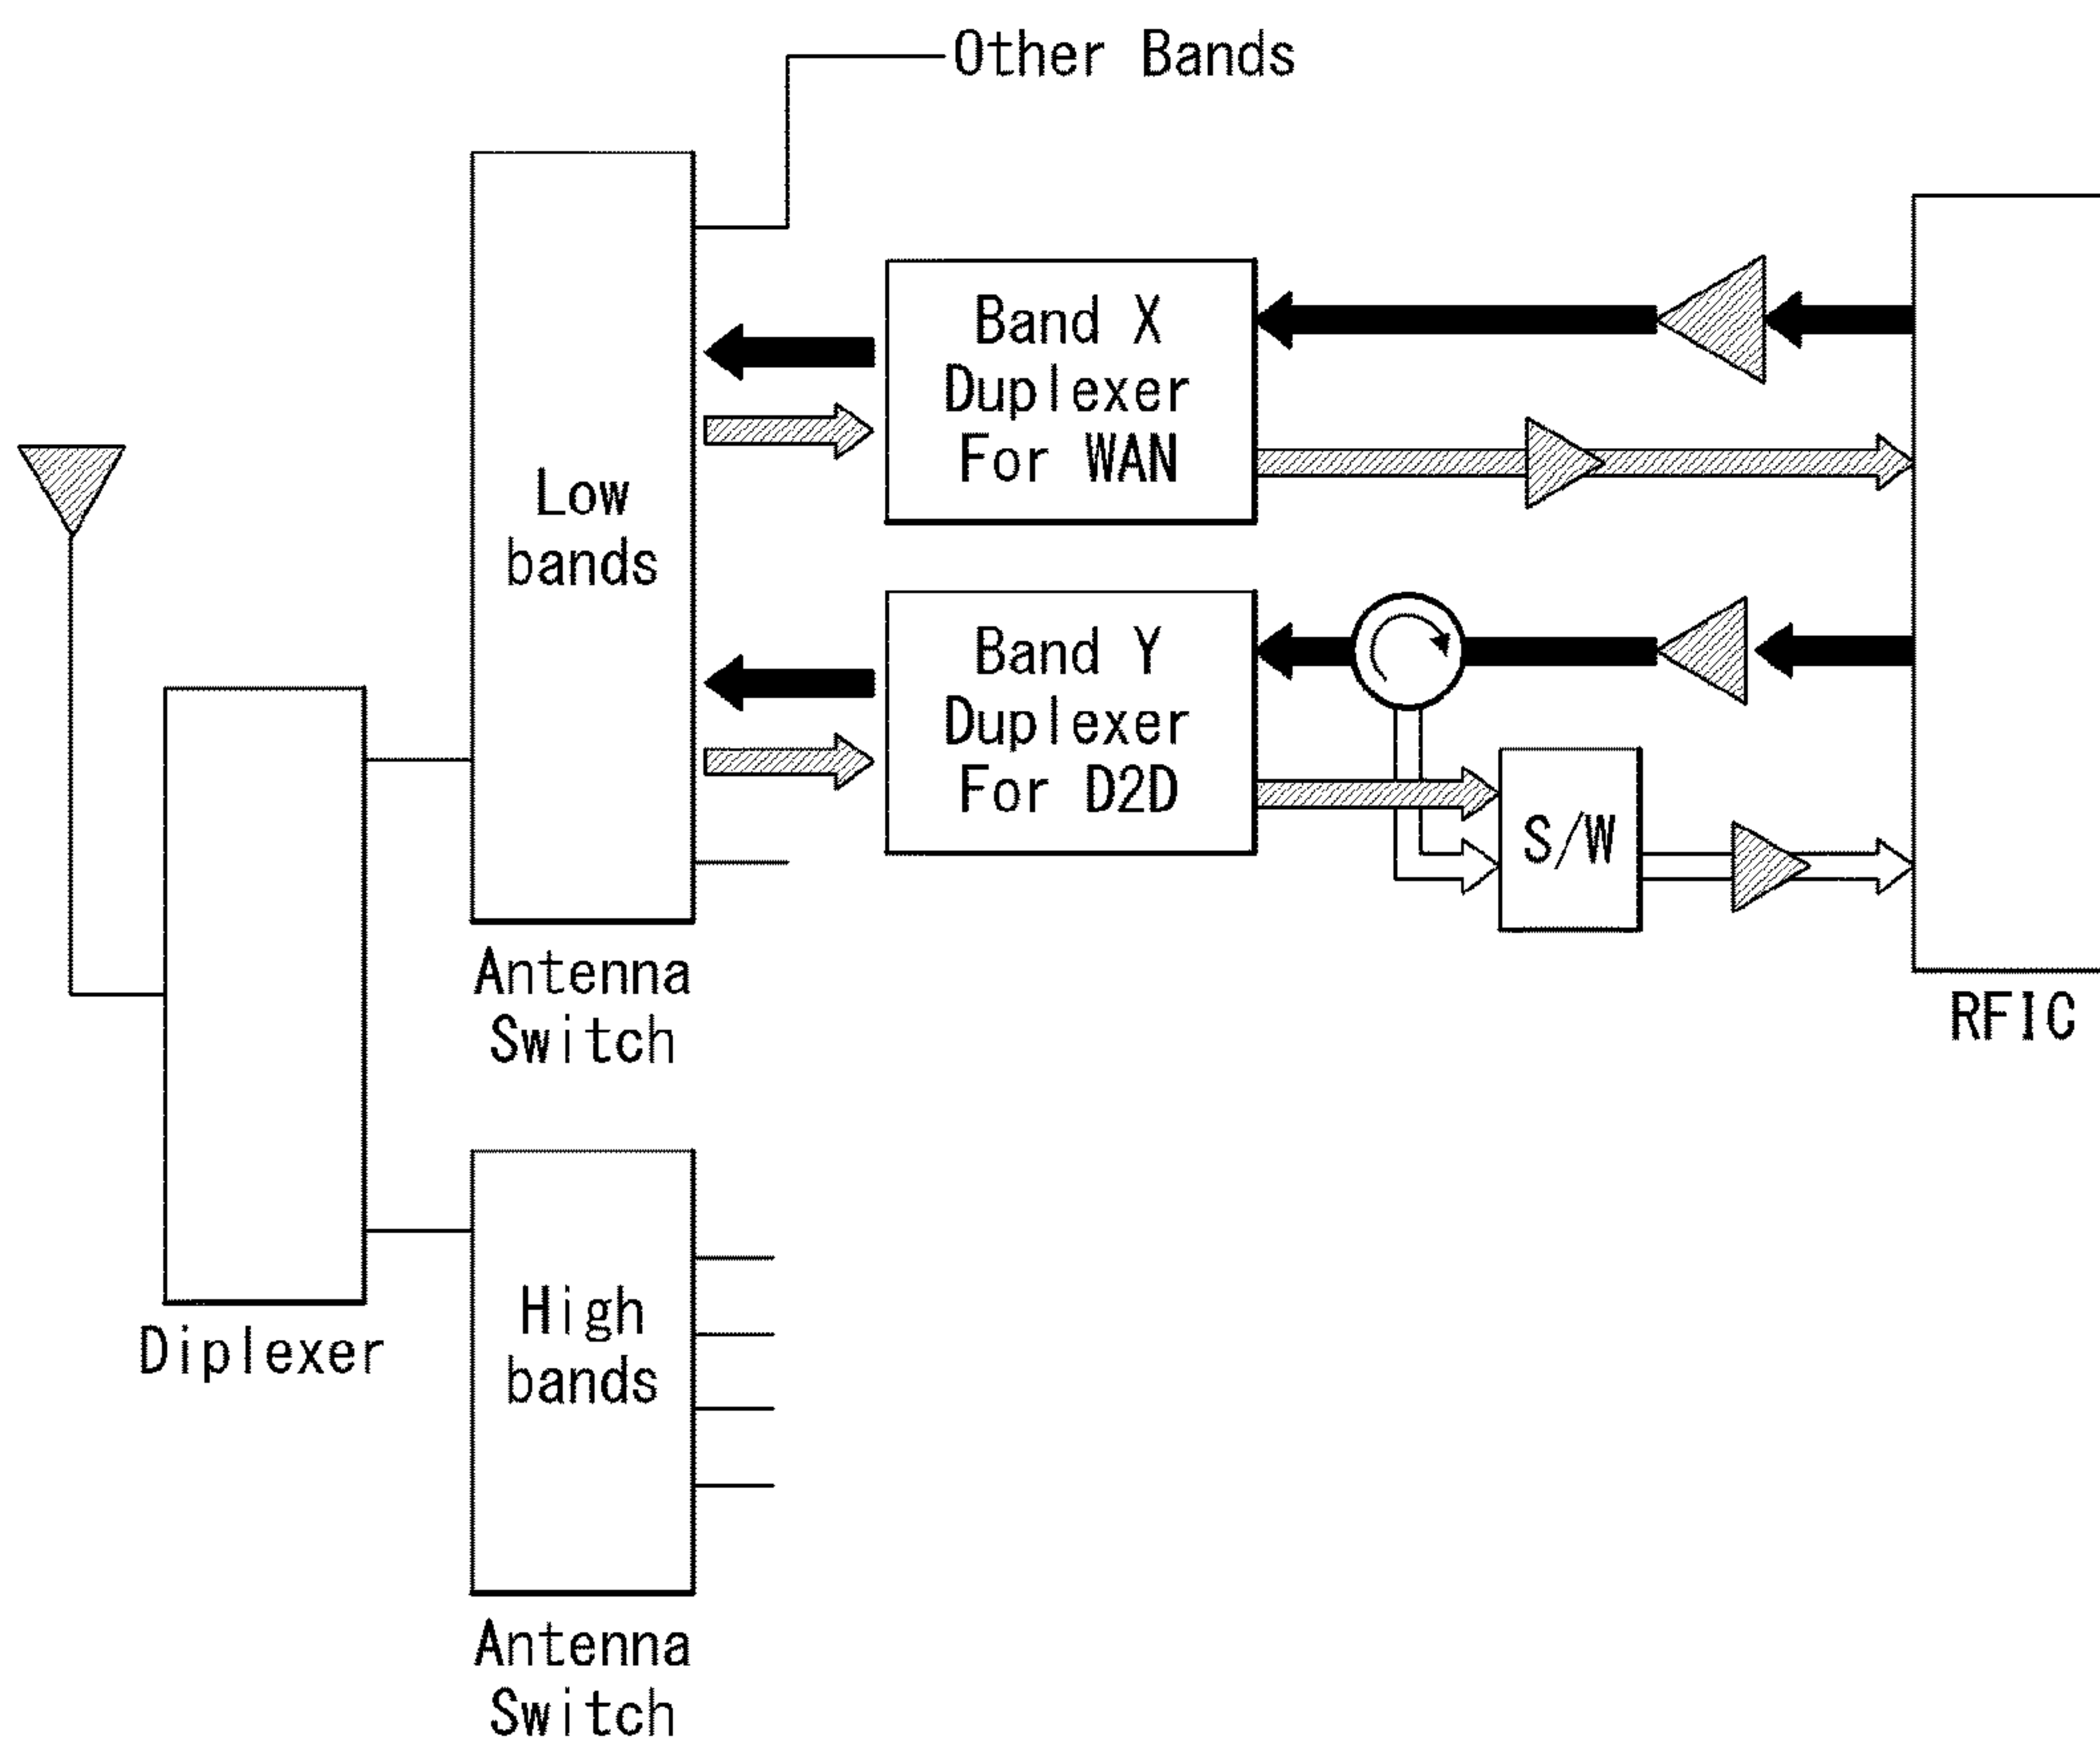 Other Bands
Band X
Duplexer
For WAN
Low
bands
Band Y
Duplexer
For D2D
S/W
Antenna
Switch
RFIC
Diplexer
High
bands
Antenna
Switch